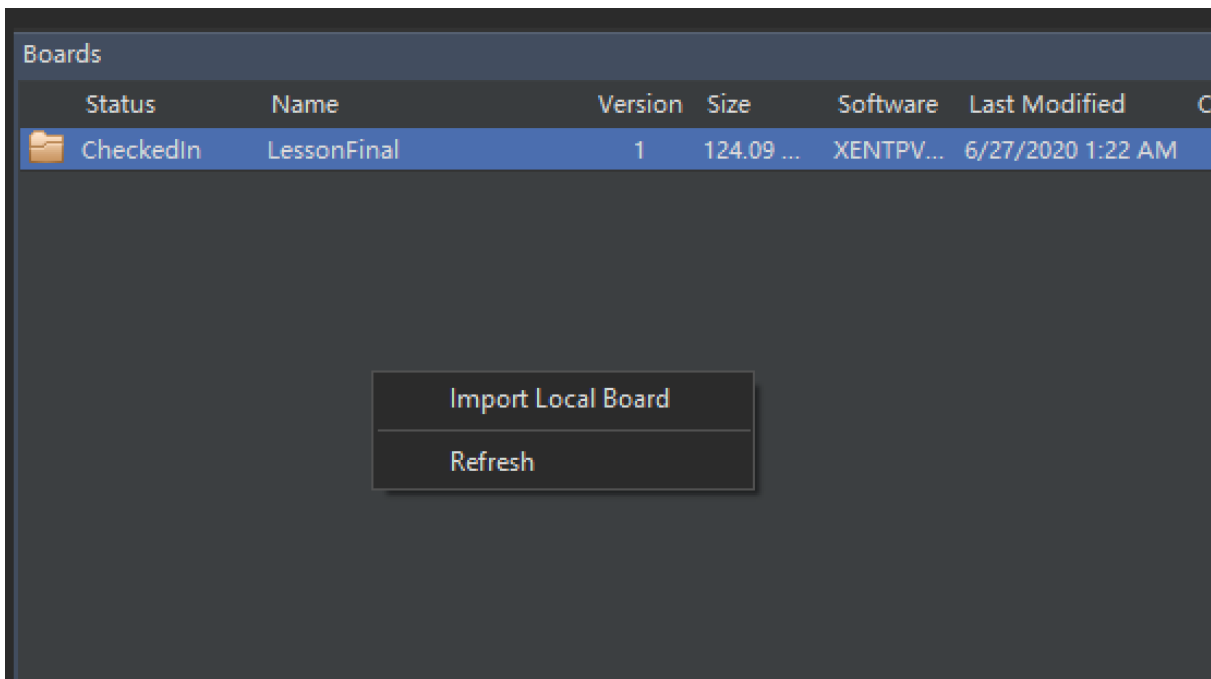 Boards
Status Name Version Size Software Last Modified C
CheckedIn LessonFinal 1 124.09 ... XENTPV... 6/27/2020 1:22 AM
Import Local Board
Refresh